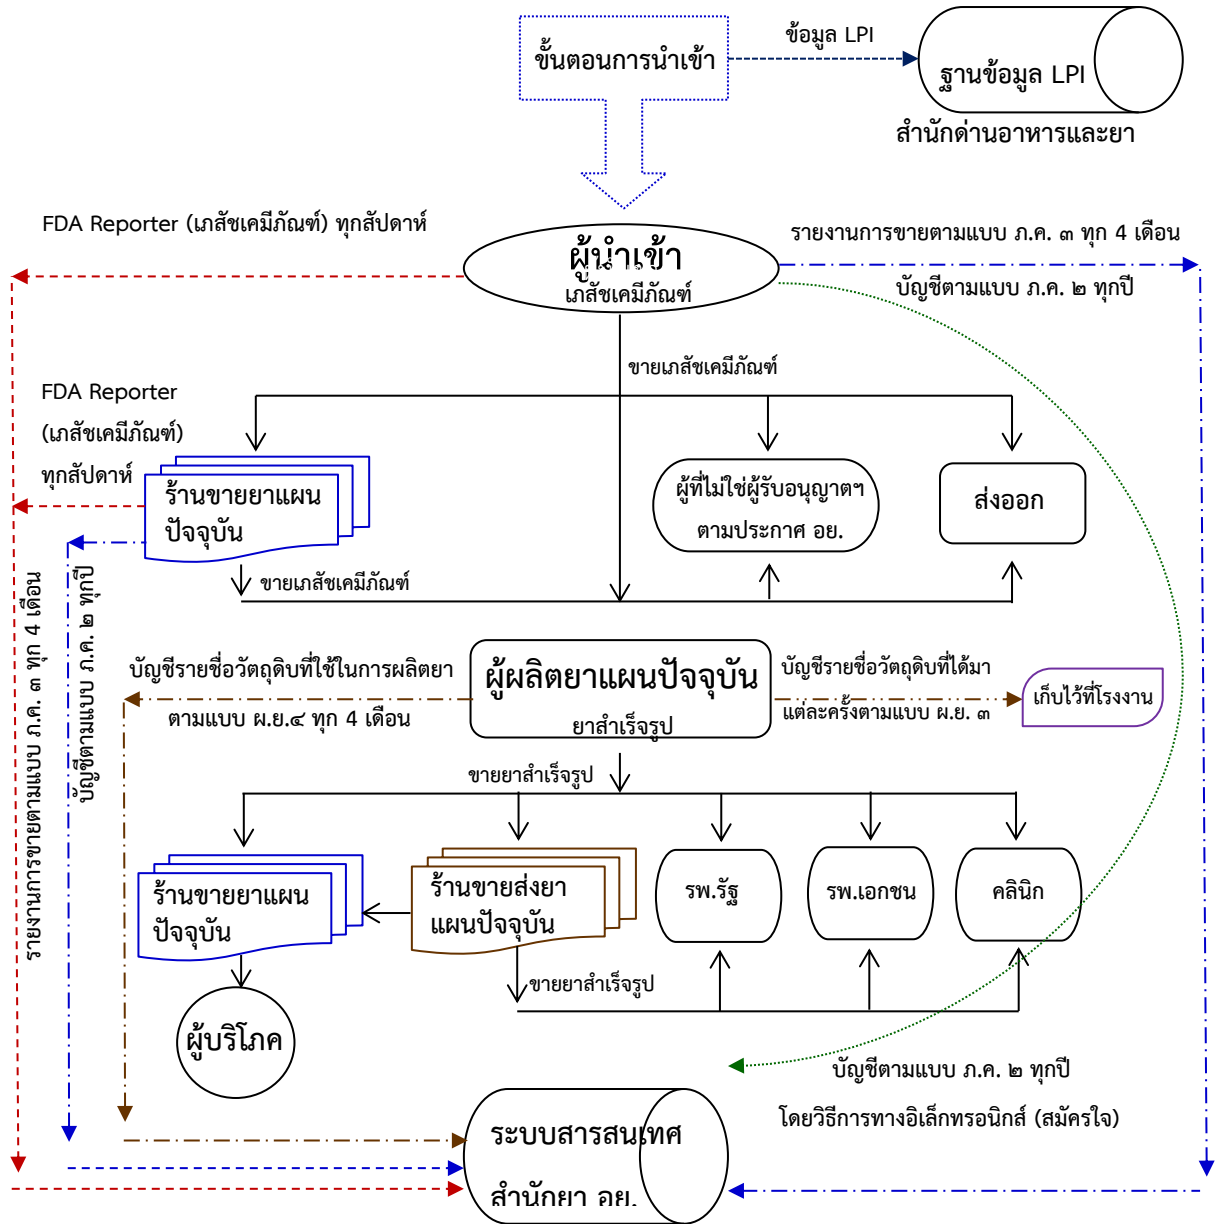 ขั้นตอนการนำเข้า
ข้อมูล LPI
ฐานข้อมูล LPI
สำนักด่านอาหารและยา
FDA Reporter (เภสัชเคมีภัณฑ์) ทุกสัปดาห์
ผู้นำเข้า
เภสัชเคมีภัณฑ์
รายงานการขายตามแบบ ภ.ค. ๓ ทุก 4 เดือน
บัญชีตามแบบ ภ.ค. ๒ ทุกปี
ขายเภสัชเคมีภัณฑ์
FDA Reporter
(เภสัชเคมีภัณฑ์)
ทุกสัปดาห์
ร้านขายยาแผน
ปัจจุบัน
ผู้ที่ไม่ใช่ผู้รับอนุญาตฯ
ตามประกาศ อย.
ส่งออก
ขายเภสัชเคมีภัณฑ์
รายงานการขายตามแบบ ภ.ค. ๓ ทุก 4 เดือน
บัญชีตามแบบ ภ.ค. ๒ ทุกปี
บัญชีรายชื่อวัตถุดิบที่ใช้ในการผลิตยา
ตามแบบ ผ.ย.๔ ทุก 4 เดือน
ผู้ผลิตยาแผนปัจจุบัน
ยาสำเร็จรูป
บัญชีรายชื่อวัตถุดิบที่ได้มา
แต่ละครั้งตามแบบ ผ.ย. ๓
เก็บไว้ที่โรงงาน
ขายยาสำเร็จรูป
ร้านขายยาแผน
ปัจจุบัน
ร้านขายส่งยา
แผนปัจจุบัน
รพ.รัฐ
รพ.เอกชน
คลินิก
ขายยาสำเร็จรูป
ผู้บริโภค
บัญชีตามแบบ ภ.ค. ๒ ทุกปี
โดยวิธีการทางอิเล็กทรอนิกส์ (สมัครใจ)
ระบบสารสนเทศ
สำนักยา อย.